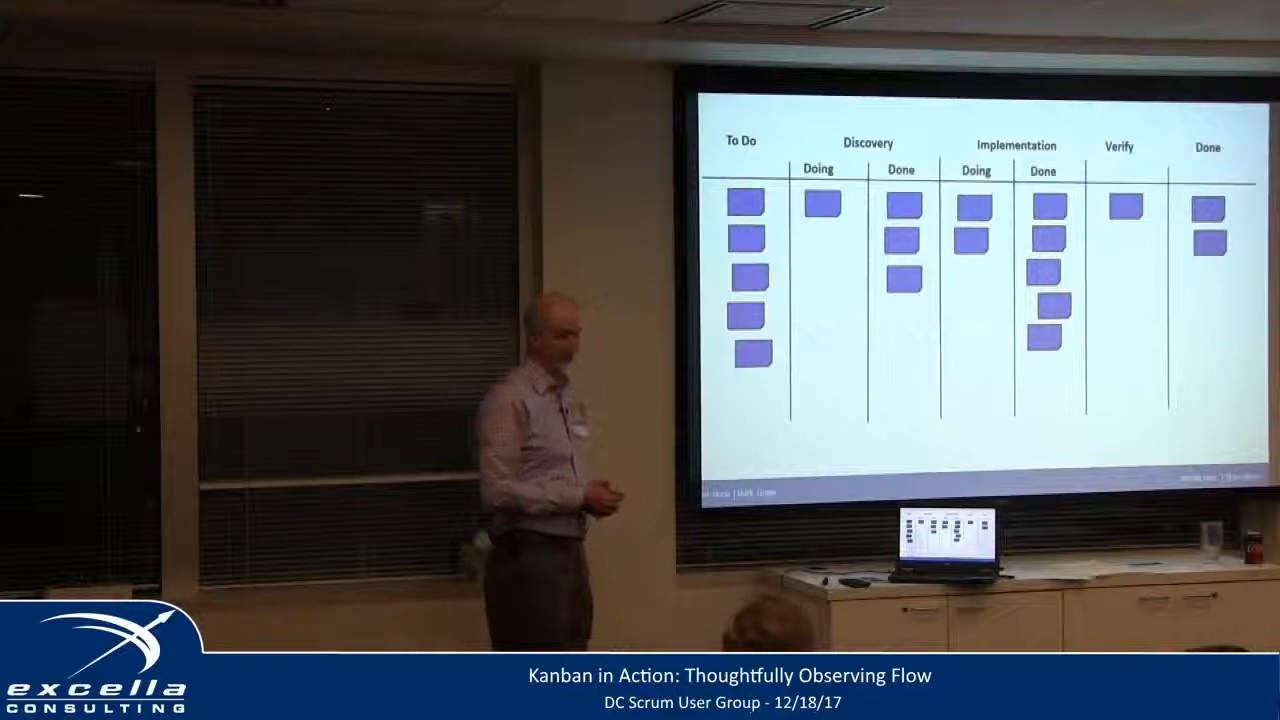 To Do
Discovery
Implementation
Verify
Done
Doing
Done
Doing
Done
excella
CONSULTING
Kanban in Action: Thoughtfully Observing Flow
DC Scrum User Group - 12/18/17